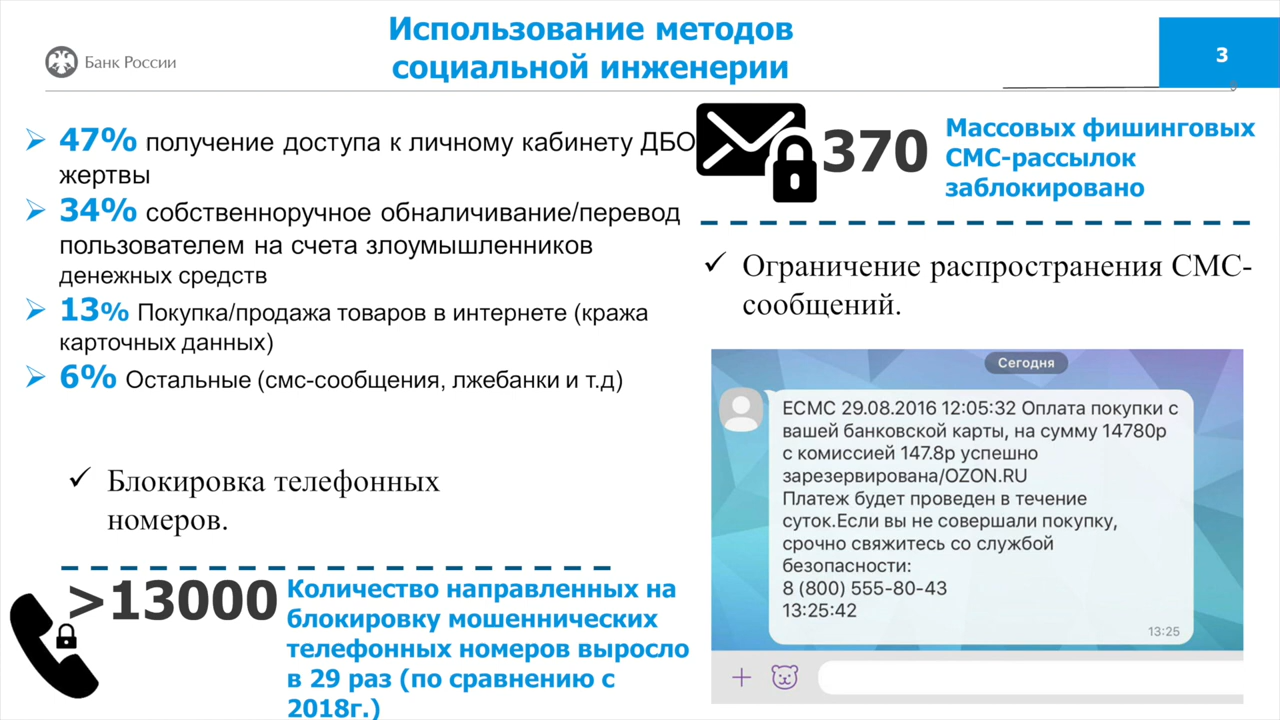 Использование методов
социальной инженерии
Банк России
3
47% получение доступа к личному кабинету ДБО
жертвы
34% собственноручное обналичивание/перевод
пользователем на счета злоумышленников
денежных средств
13% Покупка/продажа товаров в интернете (кража
карточных данных)
6% Остальные (смс-сообщения, лжебанки и т.д)
Блокировка телефонных
номеров.
>13000
Количество направленных на
блокировку мошеннических
телефонных номеров выросло
в 29 раз (по сравнению с
2018г.)
370
Массовых фишинговых
СМС-рассылок
заблокировано
Ограничение распространения СМС-
сообщений.
Сегодня
ЕСМС 29.08.2016 12:05:32 Оплата покупки с
вашей банковской карты, на сумму 14780р
с комиссией 147.8р успешно
зарезервирована/OZON.RU
Платеж будет проведен в течение
суток.Если вы не совершали покупку,
срочно свяжитесь со службой
безопасности:
8 (800) 555-80-43
13:25:42
13:25